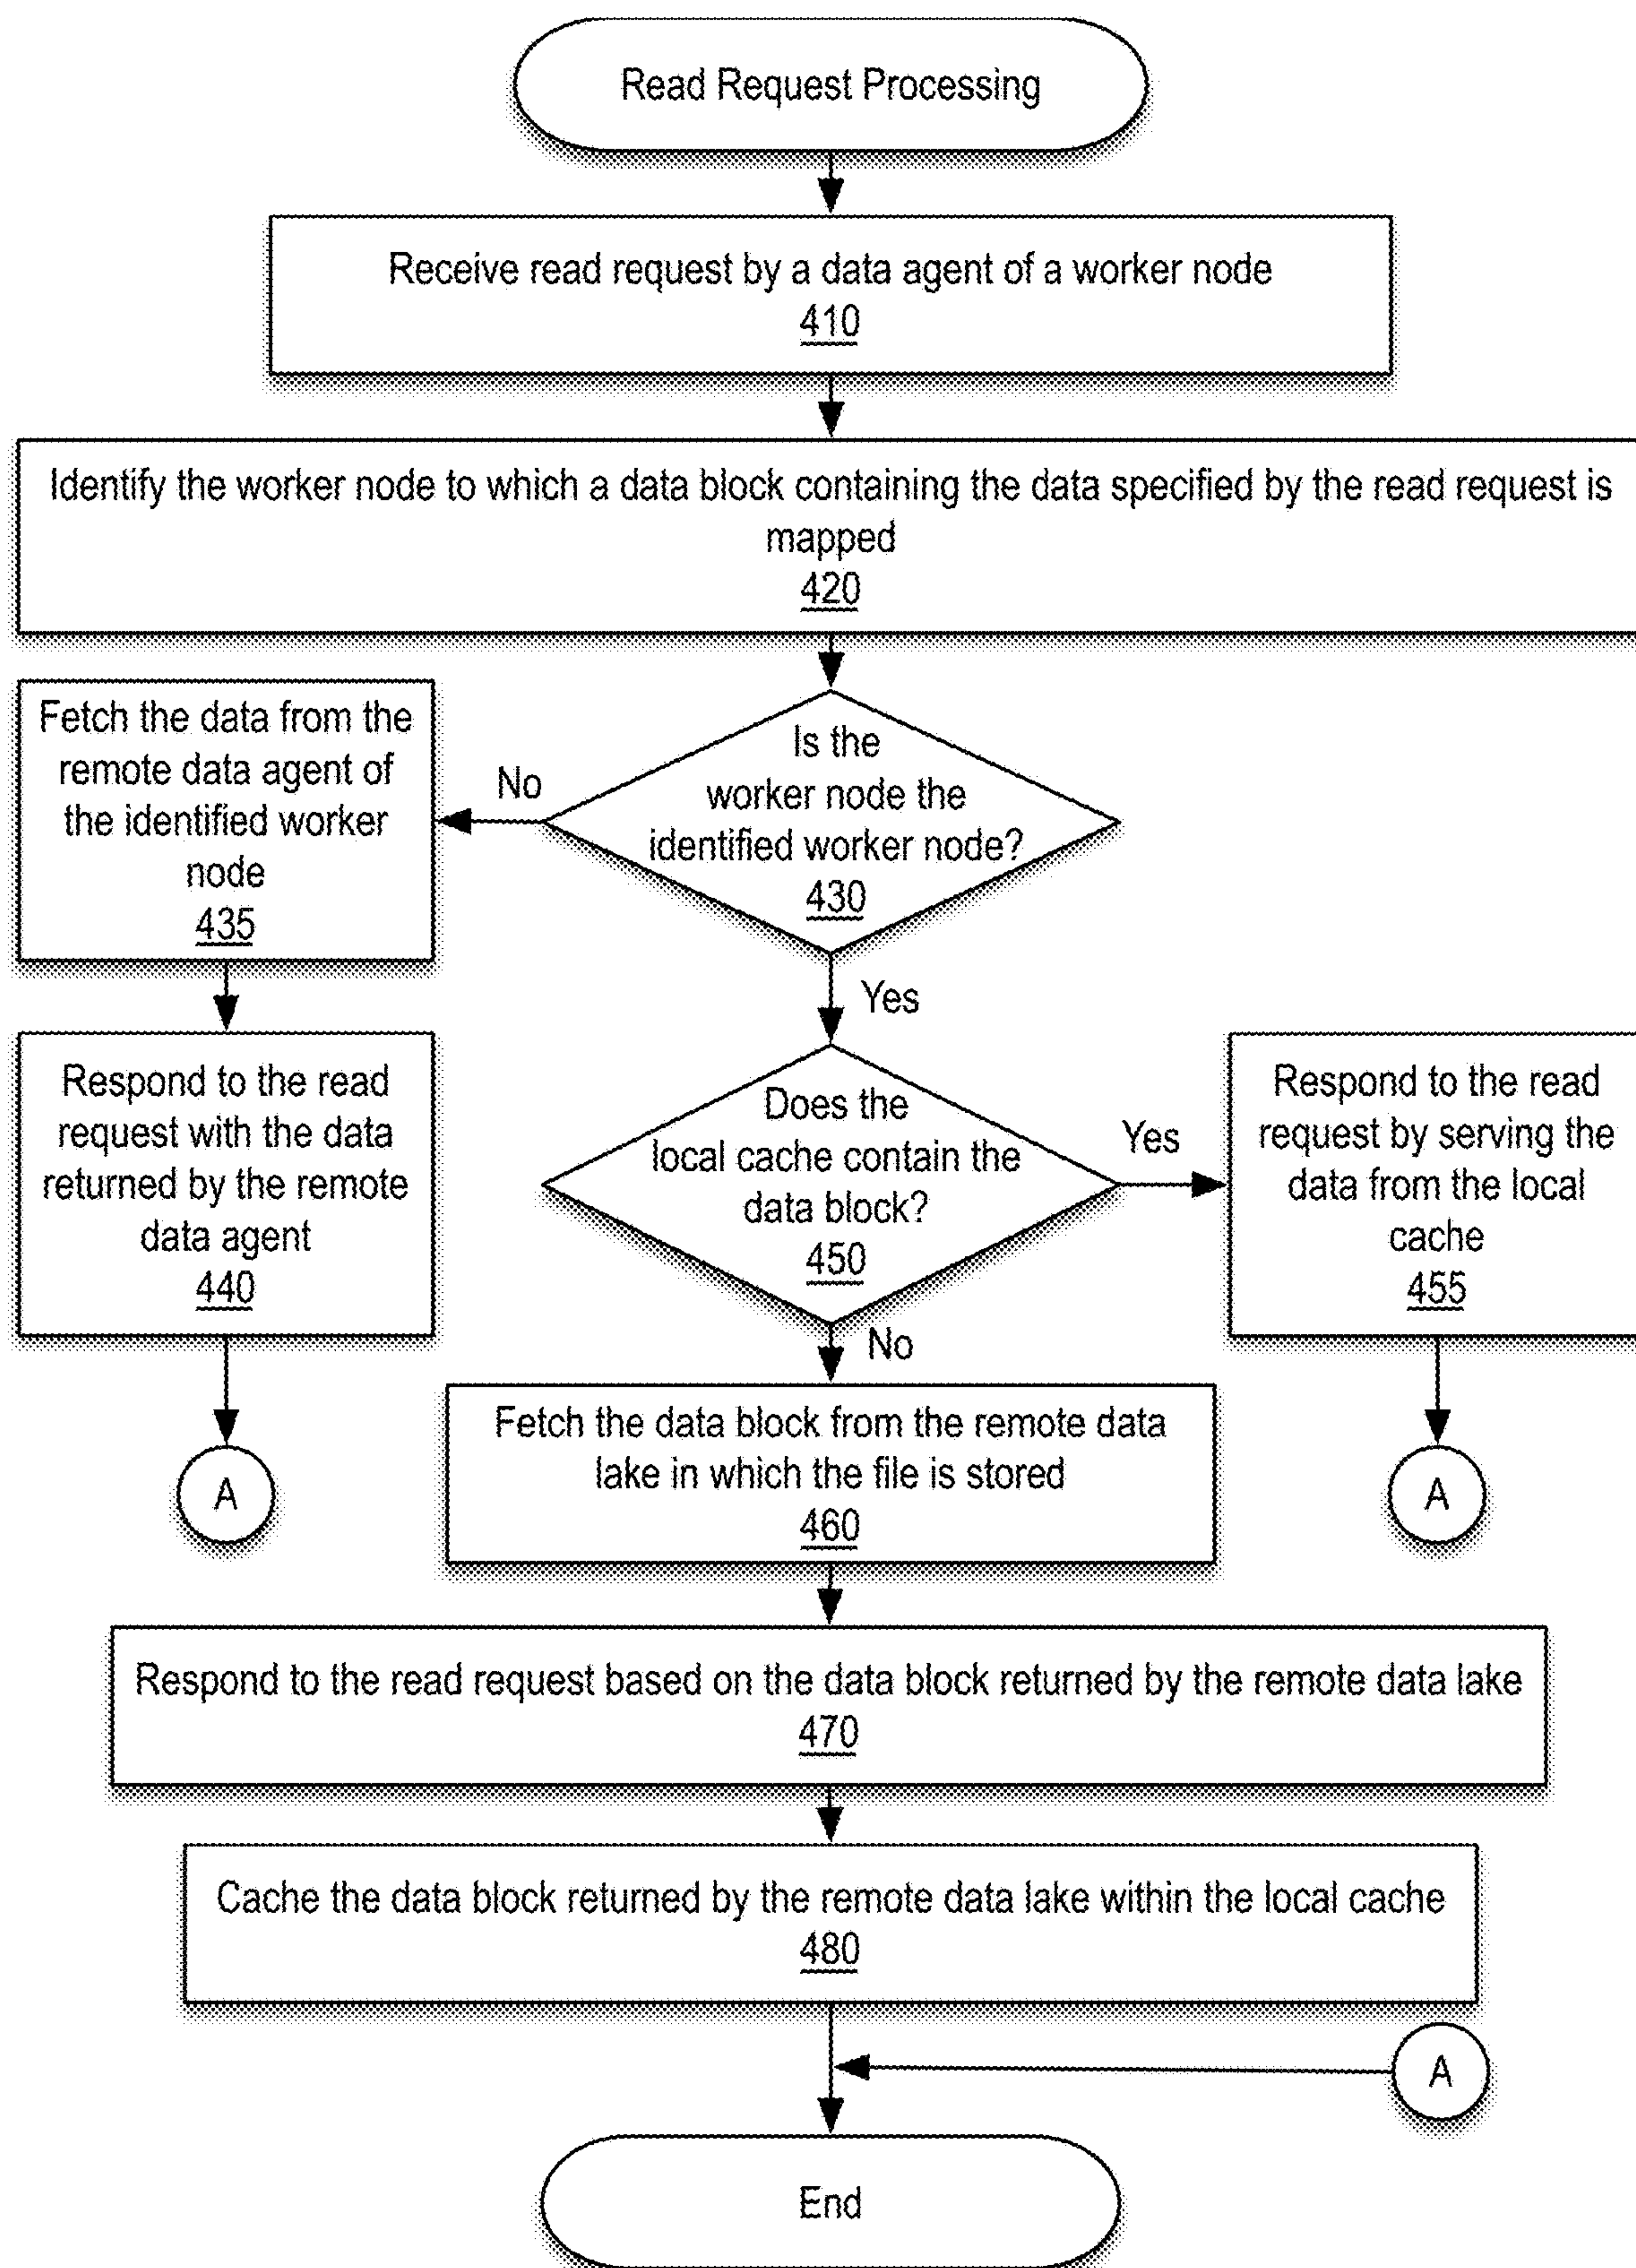 Read Request Processing
Receive read request by a data agent of a worker node
410
Identify the worker node to which a data block containing the data specified by the read request is
mapped
420
Fetch the data from the
remote data agent of
the identified worker
node
435
No
Is the
worker node the
identified worker node?
430
Yes
Respond to the read
request with the data
returned by the remote
data agent
440
Does the
local cache contain the
data block?
450
Yes
Respond to the read
request by serving the
data from the local
cache
455
No
A
Fetch the data block from the remote data
lake in which the file is stored
460
A
Respond to the read request based on the data block returned by the remote data lake
470
Cache the data block returned by the remote data lake within the local cache
480
A
End